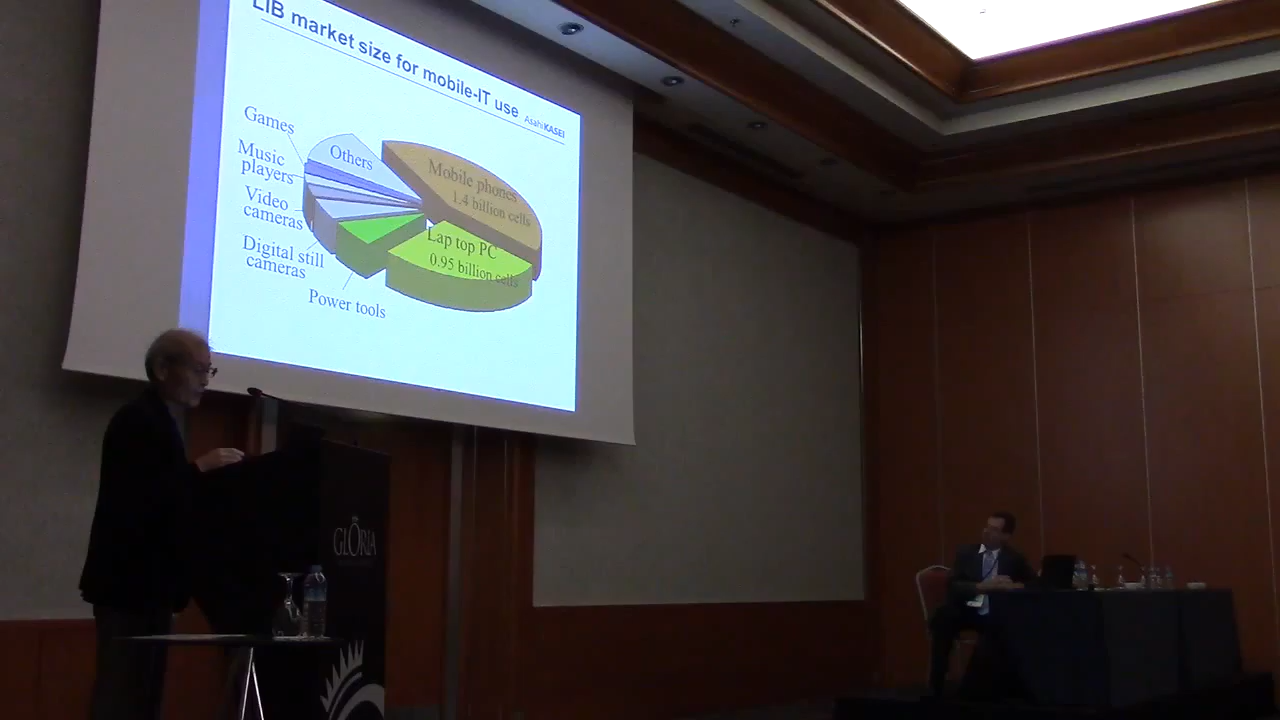 LIB market size for mobile-IT use
AsahiKASEI
Games
Music
players
Video
cameras
Digital still
cameras
Power tools
Others
Mobile phones
1.4 billion cells
Lap top PC
0.95 billion cells
GLORIA